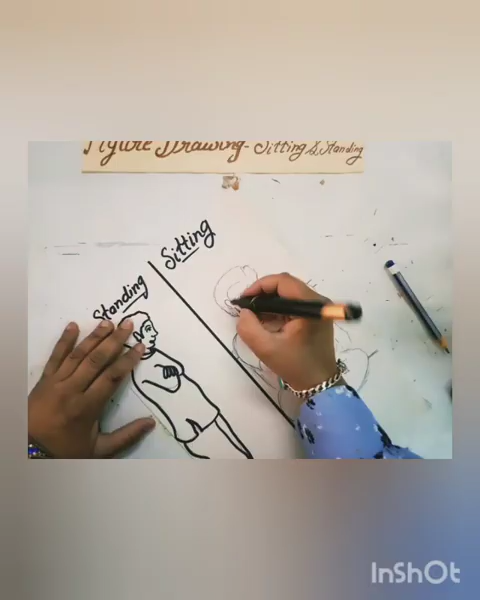 Figure Drawing - Sitting & Standing
Sitting
Standing
InShOt